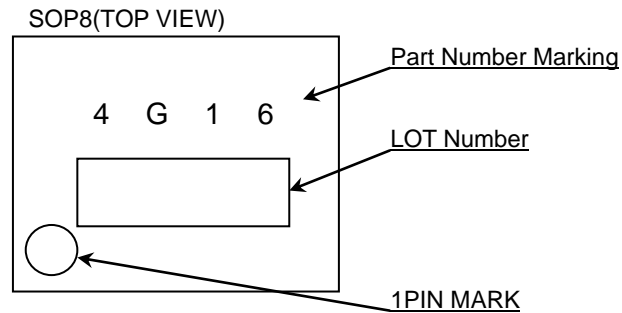 SOP8(TOP VIEW)
Part Number Marking
4 G 1 6
LOT Number
1PIN MARK